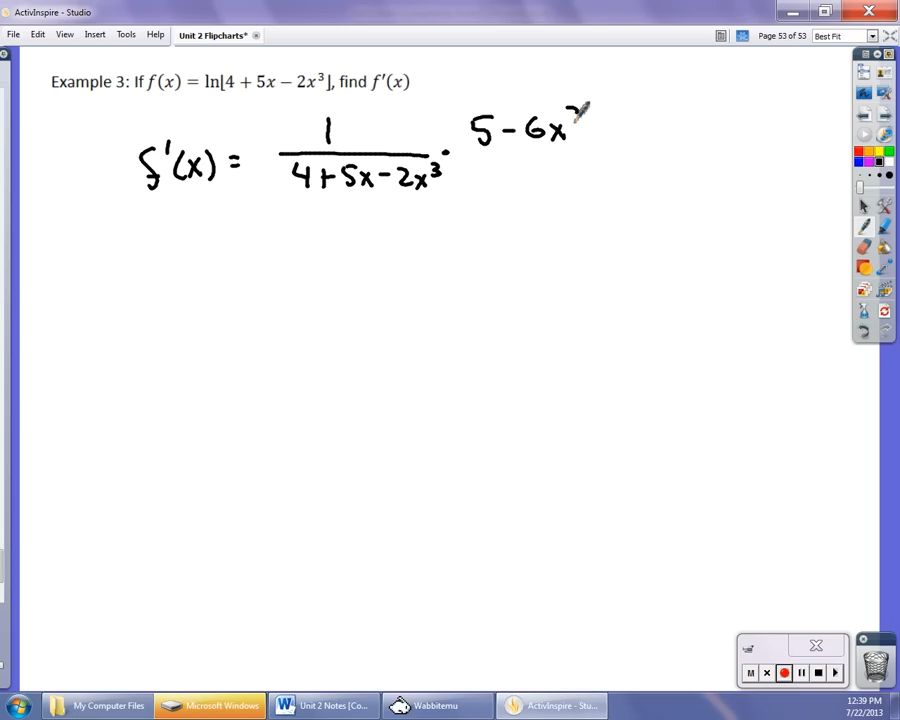 ActivInspire - Studio
File Edit View Insert Tools Help Unit 2 Flipcharts* Page 53 of 53 Best Fit
Example 3: If f(x) = ln⌊4 + 5x − 2x³⌋, find f′(x)
f'(x) = 1/(4+5x-2x³) · 5-6x²
M
My Computer Files Microsoft Windows Unit 2 Notes [Co... Wabbitemu ActivInspire - Stu... 12:39 PM
7/22/2013